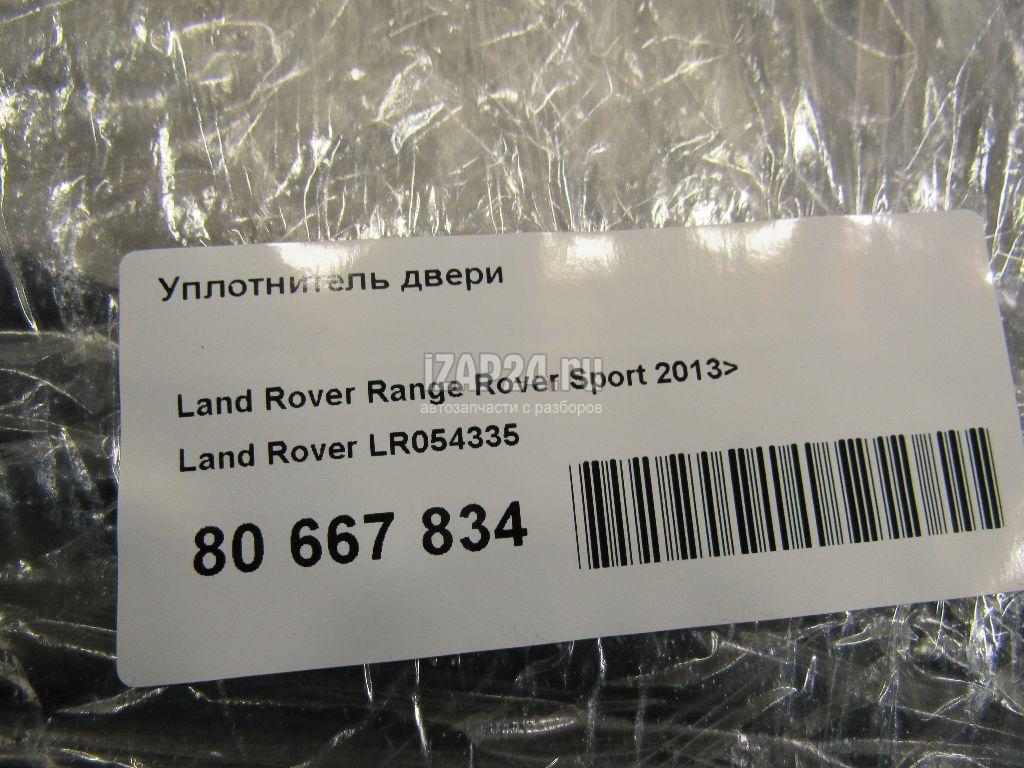 Уплотнитель двери
iZAP24.ru
Land Rover Range Rover Sport 2013>
автозапчасти с разборов
Land Rover LR054335
80 667 834